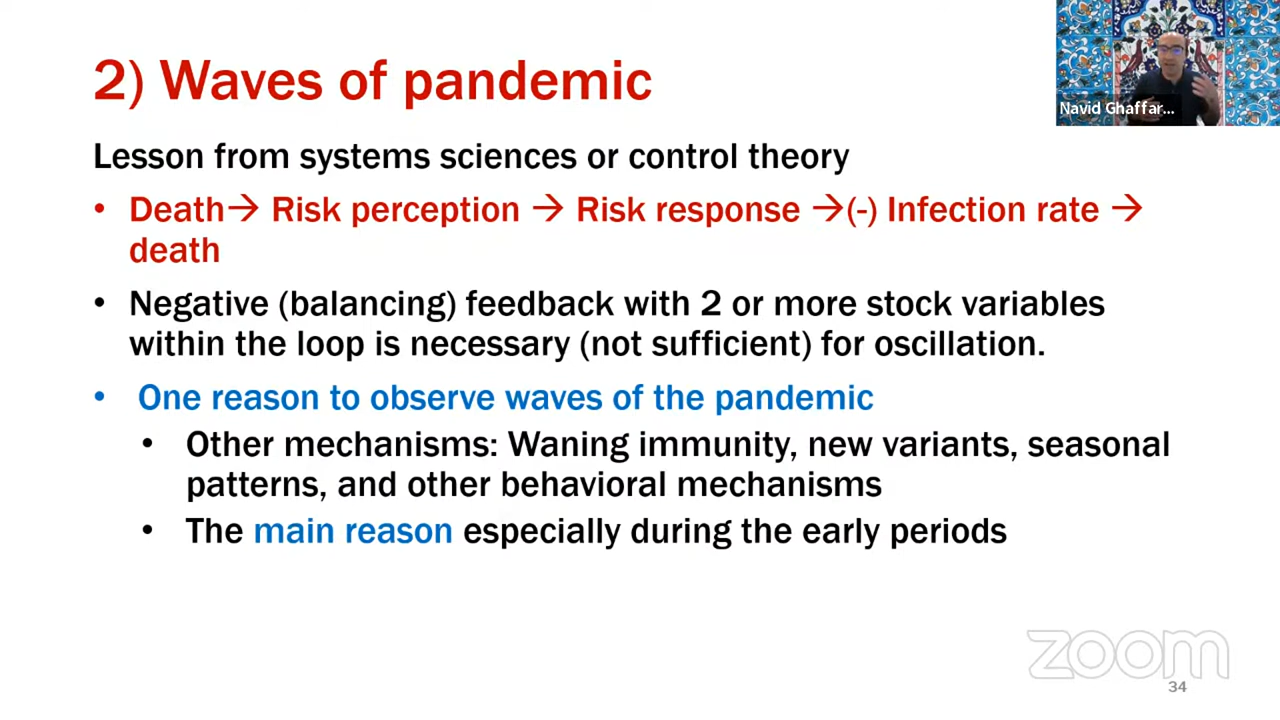 2) Waves of pandemic
Navid Ghaffar...
Lesson from systems sciences or control theory
• Death→ Risk perception → Risk response →(-) Infection rate →
death
• Negative (balancing) feedback with 2 or more stock variables
within the loop is necessary (not sufficient) for oscillation.
• One reason to observe waves of the pandemic
• Other mechanisms: Waning immunity, new variants, seasonal
patterns, and other behavioral mechanisms
• The main reason especially during the early periods
zoom
34